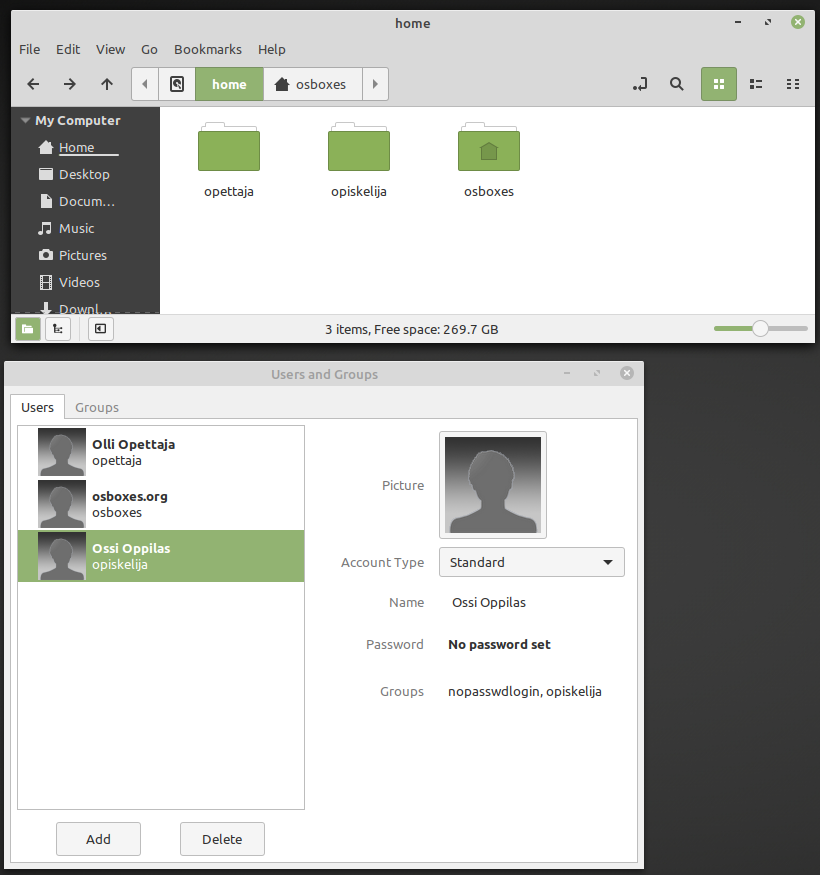 home
File Edit View Go Bookmarks Help
home osboxes
My Computer
Home
Desktop
Docum...
Music
Pictures
Videos
Downl...
opettaja opiskelija osboxes
3 items, Free space: 269.7 GB
Users and Groups
Users Groups
Olli Opettaja
opettaja
osboxes.org
osboxes
Ossi Oppilas
opiskelija
Picture
Account Type Standard
Name Ossi Oppilas
Password No password set
Groups nopasswdlogin, opiskelija
Add Delete